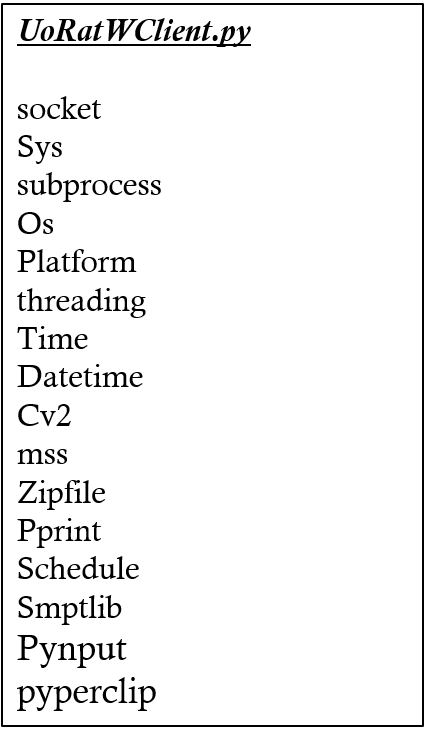 UoRatWClient.py
socket
Sys
subprocess
Os
Platform
threading
Time
Datetime
Cv2
mss
Zipfile
Pprint
Schedule
Smptlib
Pynput
pyperclip